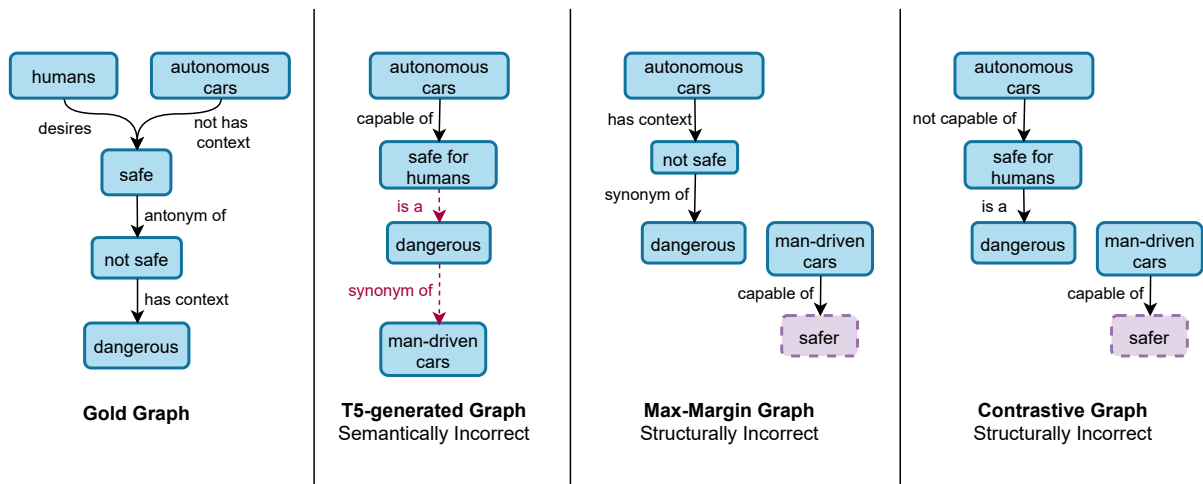 humans
autonomous
cars
desires
not has
context
safe
antonym of
not safe
has context
dangerous
Gold Graph
autonomous
cars
capable of
safe for
humans
is a
dangerous
synonym of
man-driven
cars
T5-generated Graph
Semantically Incorrect
autonomous
cars
has context
not safe
synonym of
dangerous
man-driven
cars
capable of
safer
Max-Margin Graph
Structurally Incorrect
autonomous
cars
not capable of
safe for
humans
is a
dangerous
man-driven
cars
capable of
safer
Contrastive Graph
Structurally Incorrect